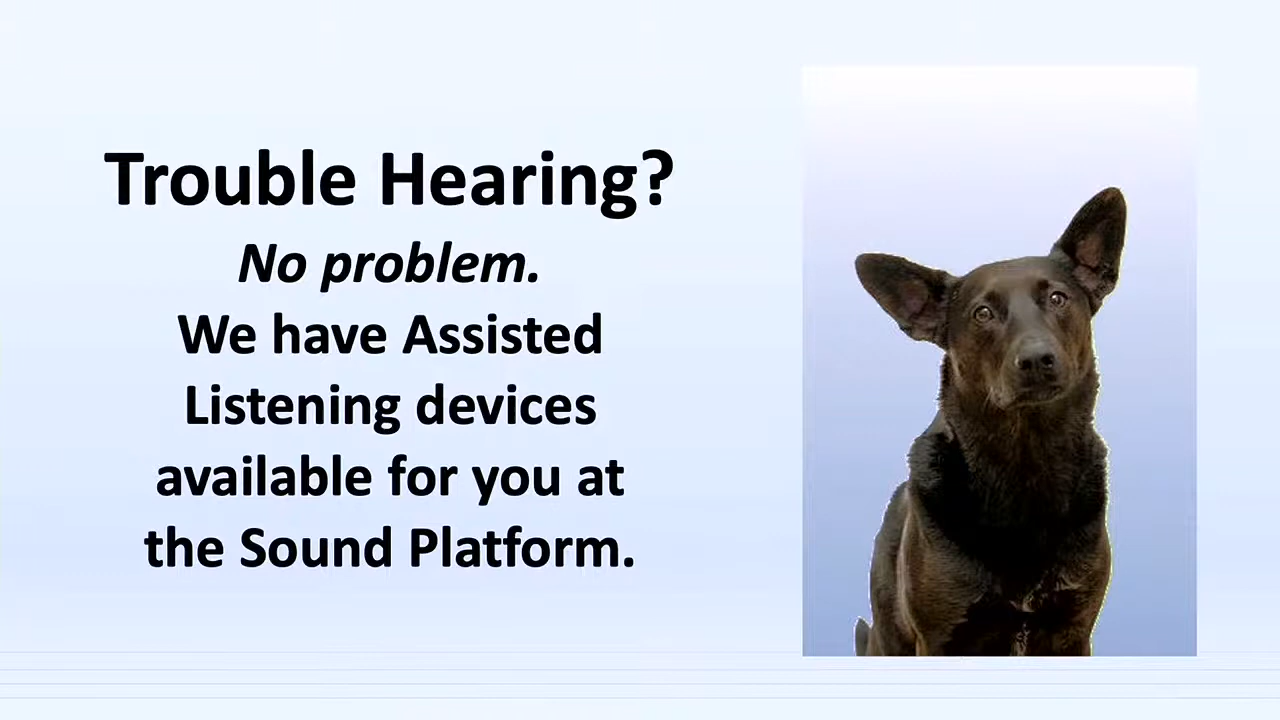 Trouble Hearing?
No problem.
We have Assisted
Listening devices
available for you at
the Sound Platform.